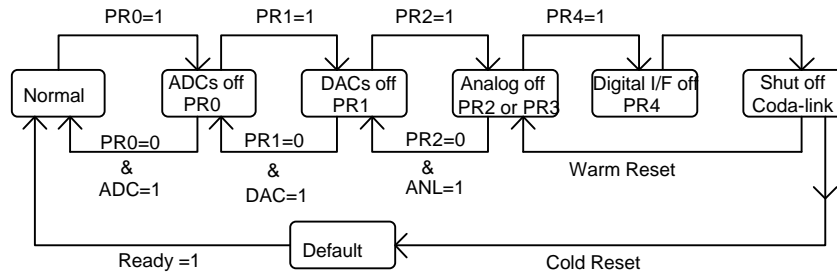 PR0=1
PR1=1
PR2=1
PR4=1
Normal
ADCs off
PR0
DACs off
PR1
Analog off
PR2 or PR3
Digital I/F off
PR4
Shut off
Coda-link
PR0=0
&
ADC=1
PR1=0
&
DAC=1
PR2=0
&
ANL=1
Warm Reset
Ready =1
Default
Cold Reset